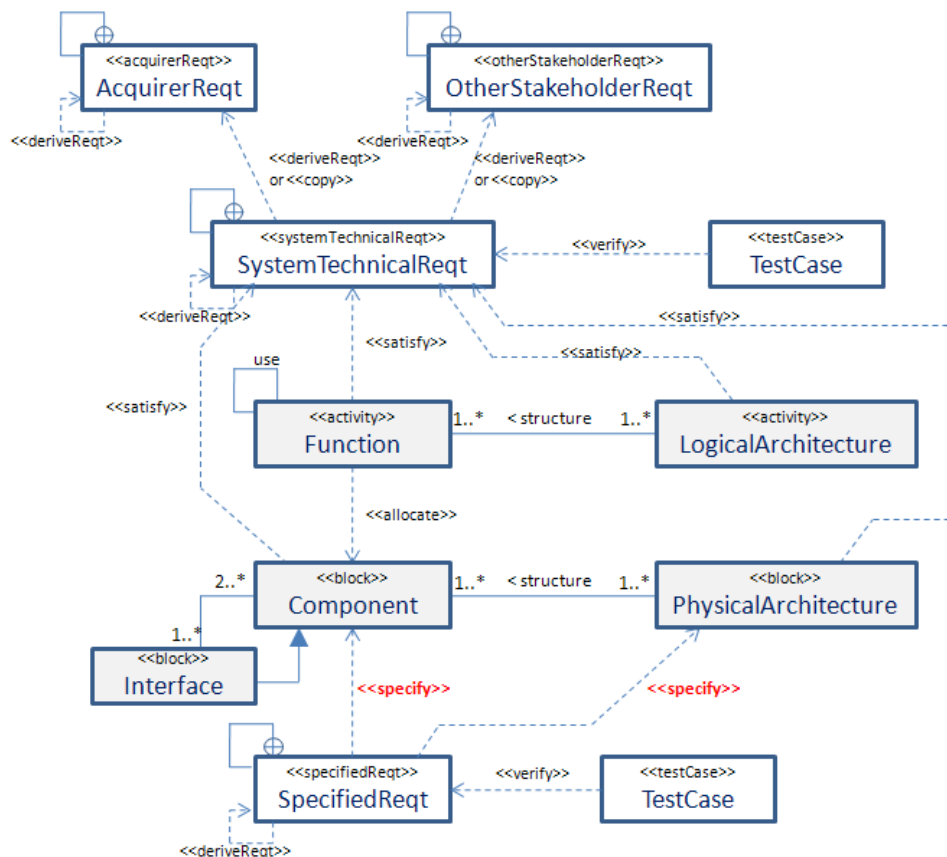 <<acquirerReqt>>
AcquirerReqt
<<otherStakeholderReqt>>
OtherStakeholderReqt
<<deriveReqt>>
<<deriveReqt>>
<<deriveReqt>>
or <<copy>>
<<deriveReqt>>
or <<copy>>
<<systemTechnicalReqt>>
SystemTechnicalReqt
<<verify>>
<<testCase>>
TestCase
<<deriveReqt>>
<<satisfy>>
<<satisfy>>
<<satisfy>>
use
<<satisfy>>
<<activity>>
Function
1..*
< structure
1..*
<<activity>>
LogicalArchitecture
<<allocate>>
2..*
<<block>>
Component
1..*
< structure
1..*
<<block>>
PhysicalArchitecture
1..*
<<block>>
Interface
<<specify>>
<<specify>>
<<specifiedReqt>>
SpecifiedReqt
<<verify>>
<<testCase>>
TestCase
<<deriveReqt>>